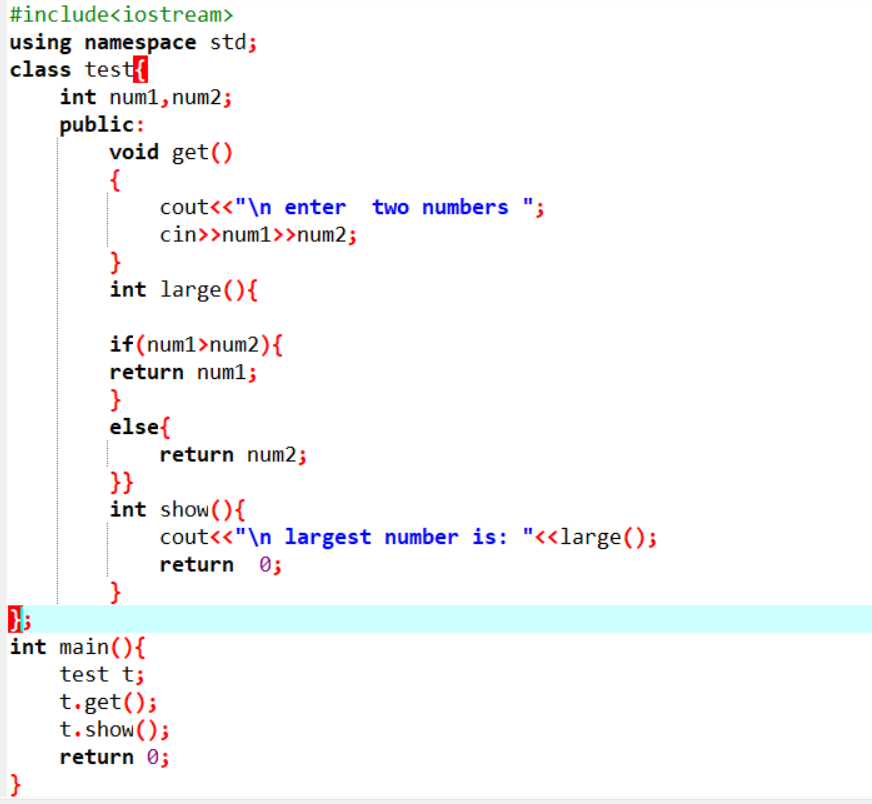 #include<iostream>
using namespace std;
class test{
    int num1,num2;
    public:
        void get()
        {
            cout<<"\n enter  two numbers ";
            cin>>num1>>num2;
        }
        int large(){

        if(num1>num2){
        return num1;
        }
        else{
            return num2;
        }}
        int show(){
            cout<<"\n largest number is: "<<large();
            return  0;
        }
};
int main(){
    test t;
    t.get();
    t.show();
    return 0;
}